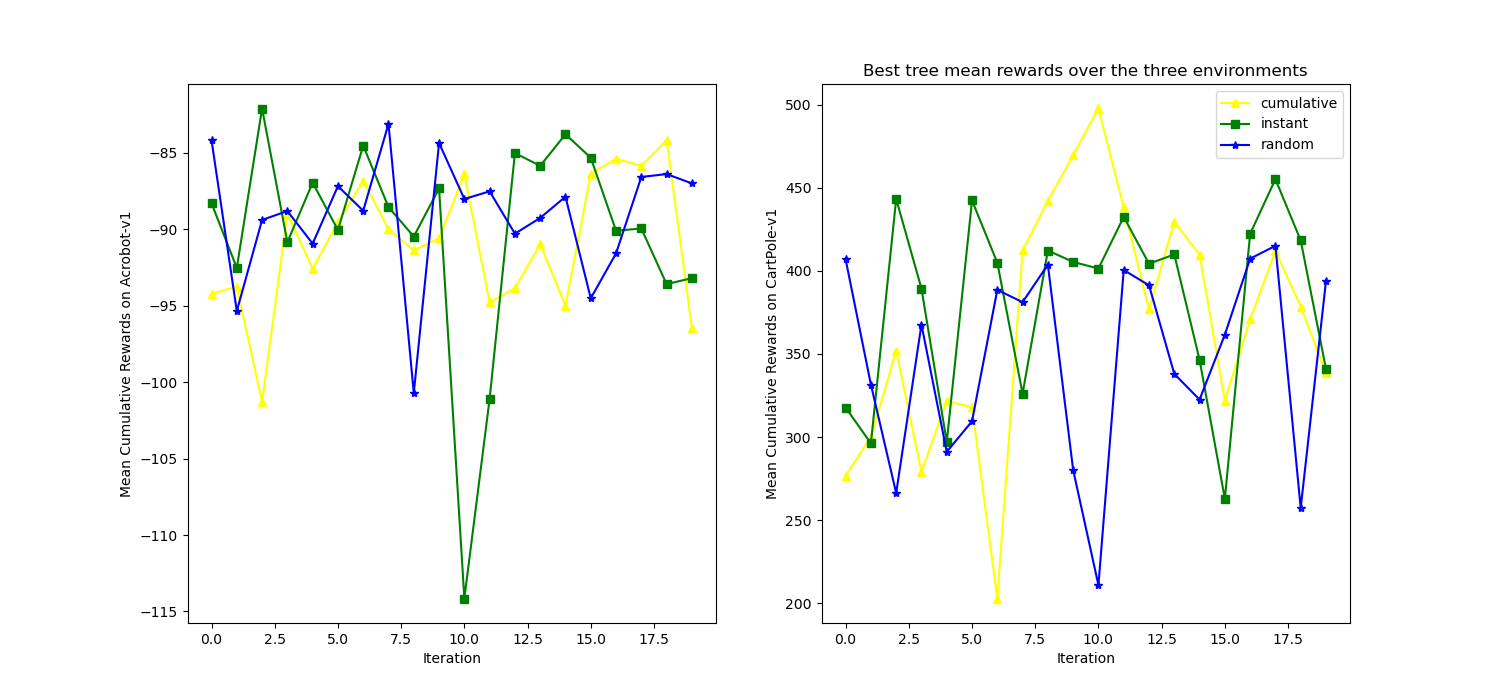 Best tree mean rewards over the three environments
Mean Cumulative Rewards on Acrobot-v1
−85
−90
−95
−100
−105
−110
−115
0.0 2.5 5.0 7.5 10.0 12.5 15.0 17.5
Iteration
Mean Cumulative Rewards on CartPole-v1
500
450
400
350
300
250
200
0.0 2.5 5.0 7.5 10.0 12.5 15.0 17.5
Iteration
cumulative
instant
random